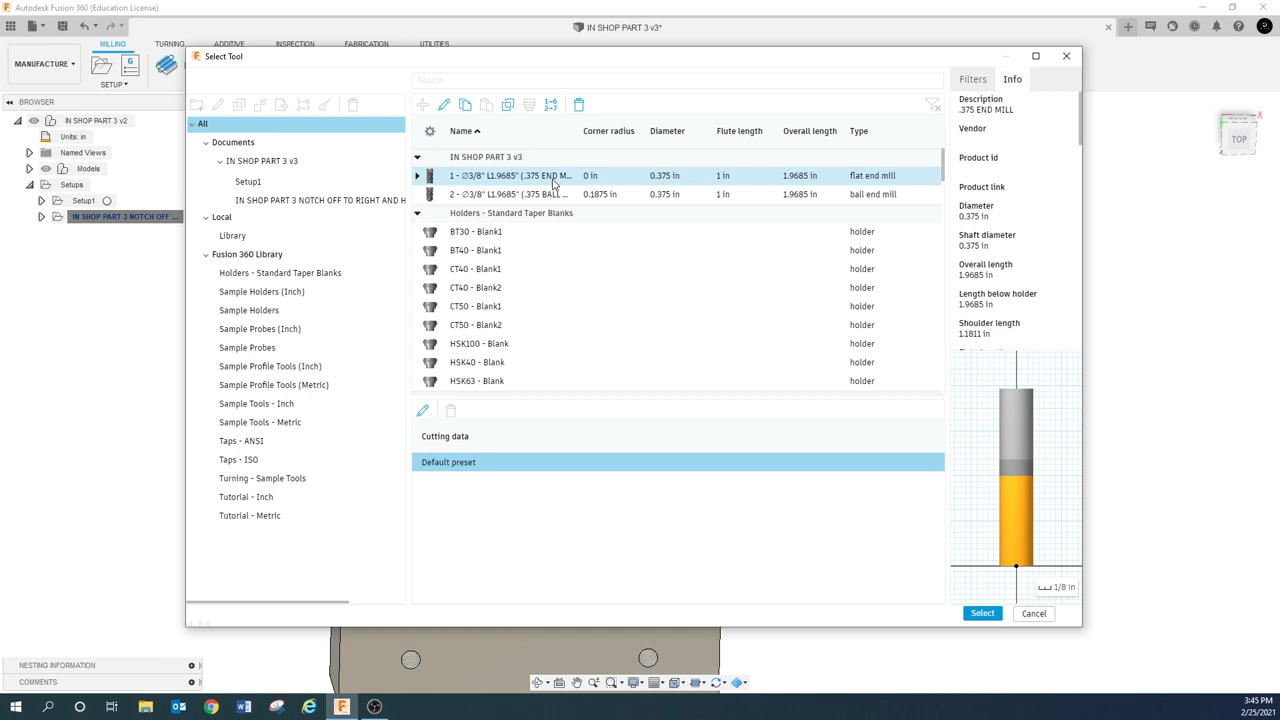 Autodesk Fusion 360 (Education License)
IN SHOP PART 3 v3*
MILLING
TURNING
ADDITIVE
INSPECTION
FABRICATION
UTILITIES
MANUFACTURE
SETUP
BROWSER
IN SHOP PART 3 v2
Units: in
Named Views
Models
Setups
Setup1
IN SHOP PART 3 NOTCH OFF ...
Select Tool
Search
Filters
Info
All
Documents
IN SHOP PART 3 v3
Setup1
IN SHOP PART 3 NOTCH OFF TO RIGHT AND H
Local
Library
Fusion 360 Library
Holders - Standard Taper Blanks
Sample Holders (Inch)
Sample Holders
Sample Probes (Inch)
Sample Probes
Sample Profile Tools (Inch)
Sample Profile Tools (Metric)
Sample Tools - Inch
Sample Tools - Metric
Taps - ANSI
Taps - ISO
Turning - Sample Tools
Tutorial - Inch
Tutorial - Metric
Name Corner radius Diameter Flute length Overall length Type
IN SHOP PART 3 v3
1 - ∅3/8" L1.9685" (.375 END M... 0 in 0.375 in 1 in 1.9685 in flat end mill
2 - ∅3/8" L1.9685" (.375 BALL ... 0.1875 in 0.375 in 1 in 1.9685 in ball end mill
Holders - Standard Taper Blanks
BT30 - Blank1 holder
BT40 - Blank1 holder
CT40 - Blank1 holder
CT40 - Blank2 holder
CT50 - Blank1 holder
CT50 - Blank2 holder
HSK100 - Blank holder
HSK40 - Blank holder
HSK63 - Blank holder
Cutting data
Default preset
Description
.375 END MILL
Vendor
Product id
Product link
Diameter
0.375 in
Shaft diameter
0.375 in
Overall length
1.9685 in
Length below holder
1.9685 in
Shoulder length
1.1811 in
1/8 in
Select
Cancel
TOP
X
NESTING INFORMATION
COMMENTS
3:45 PM
2/25/2021